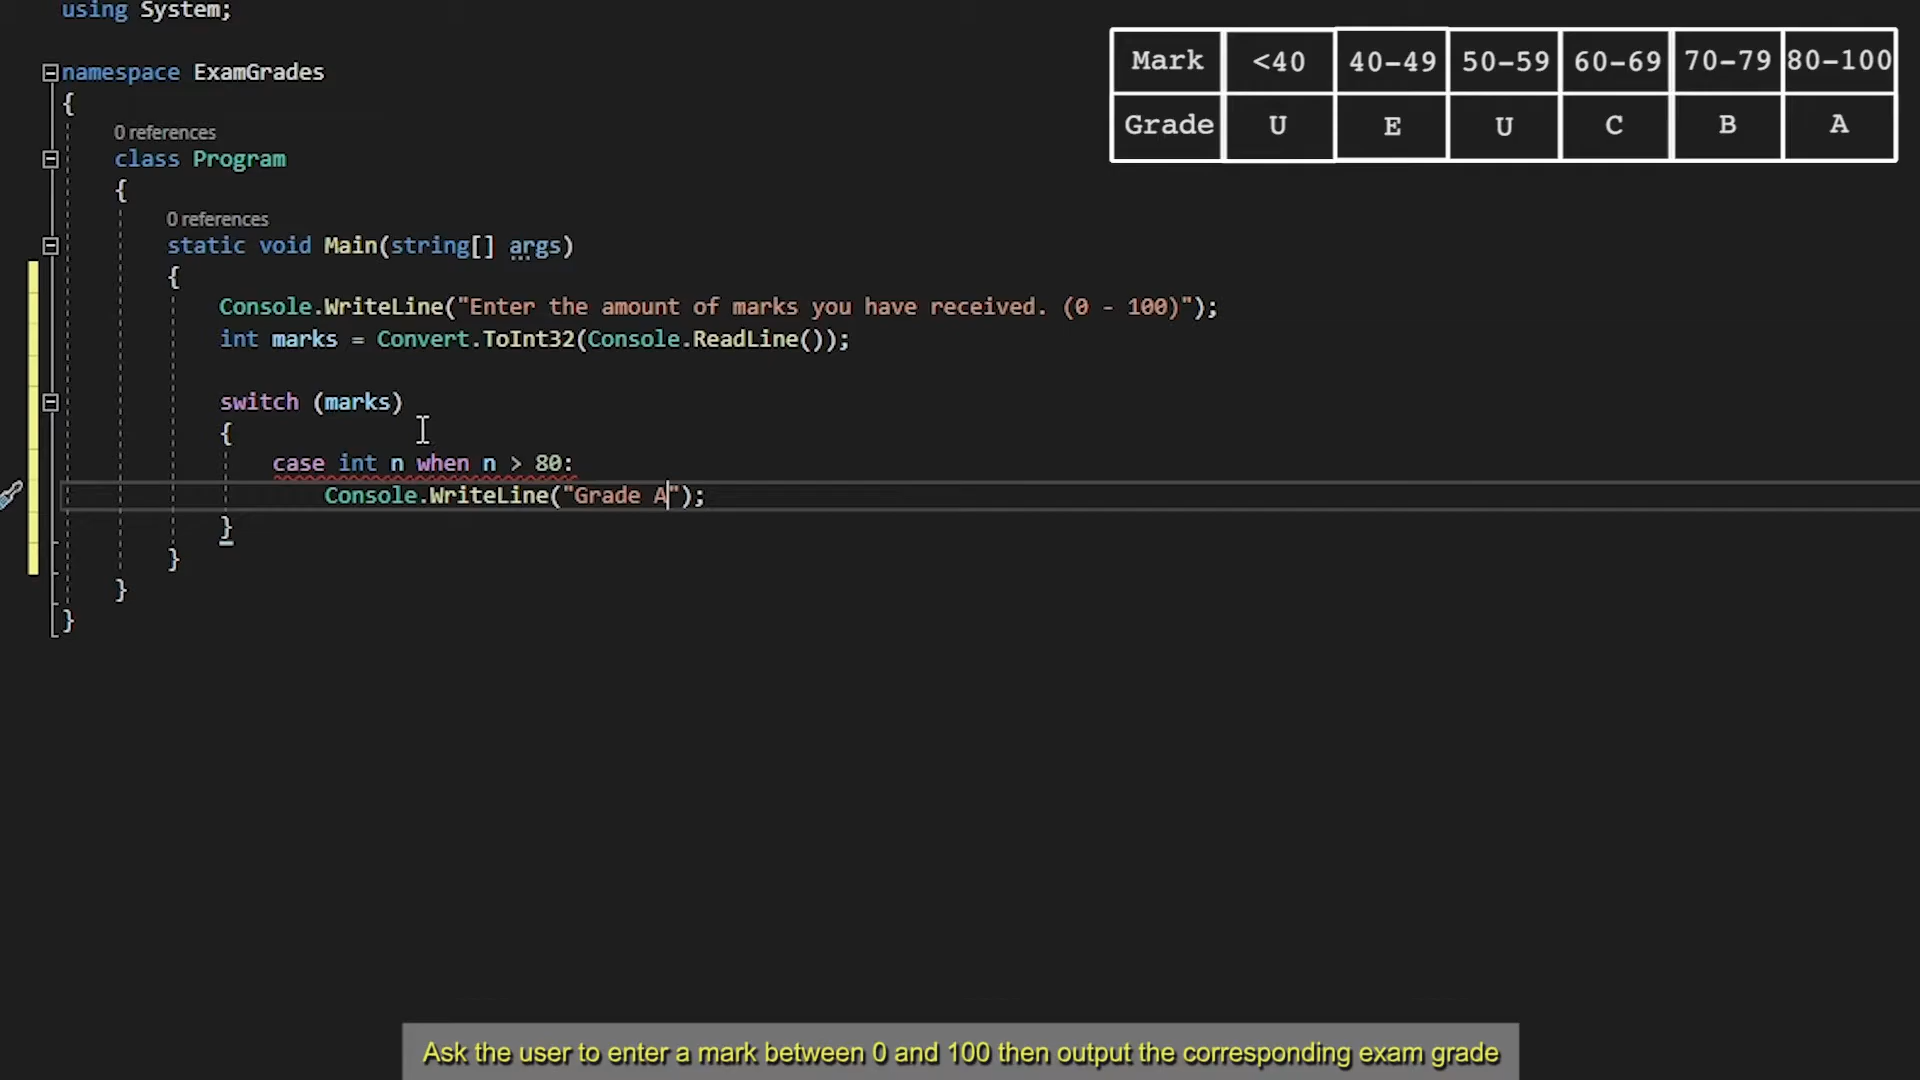 using System;
namespace ExamGrades
{
0 references
class Program
{
0 references
static void Main(string[] args)
{
Console.WriteLine("Enter the amount of marks you have received. (0 - 100)");
int marks = Convert.ToInt32(Console.ReadLine());
switch (marks)
{
case int n when n > 80:
Console.WriteLine("Grade A");
}
}
}
}
Mark <40 40-49 50-59 60-69 70-79 80-100
Grade U E U C B A
Ask the user to enter a mark between 0 and 100 then output the corresponding exam grade